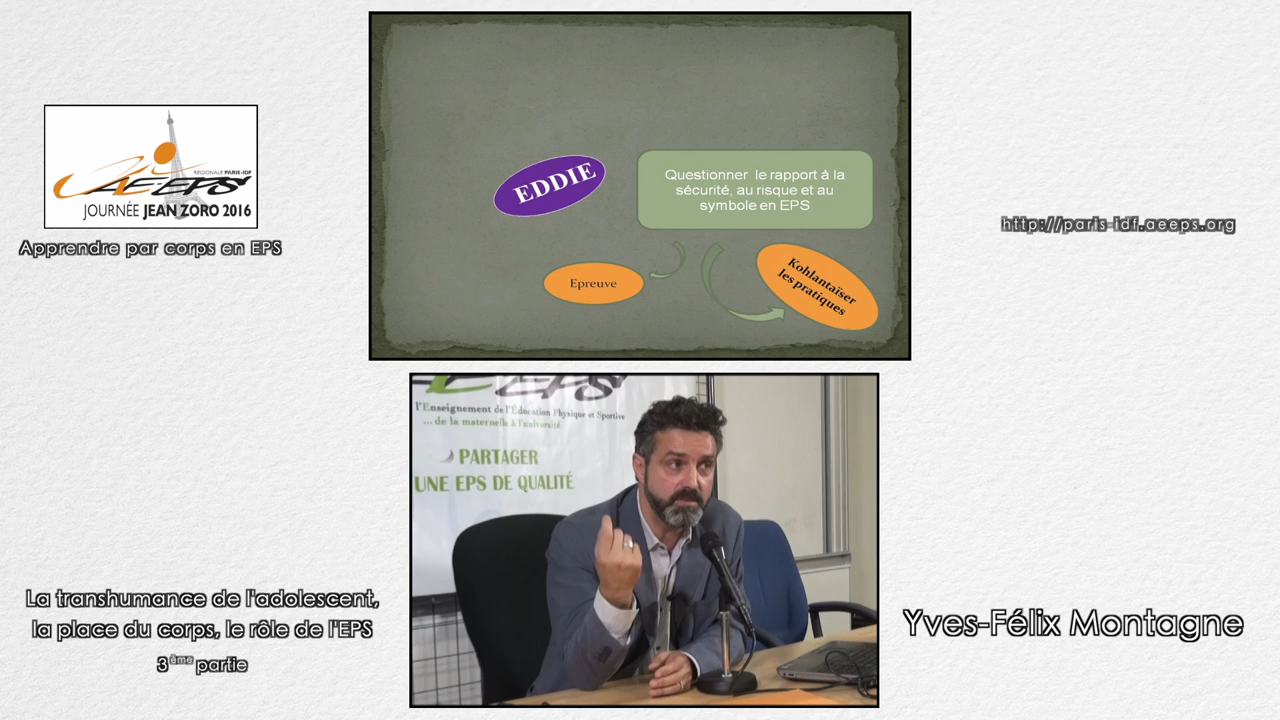 EDDIE
Questionner le rapport à la
sécurité, au risque et au
symbole en EPS
Epreuve
Kohlantaïser
les pratiques
AEEPS
RÉGIONALE PARIS-IDF
JOURNÉE JEAN ZORO 2016
Apprendre par corps en EPS
http://paris-idf.aeeps.org
l'Enseignement de l'Éducation Physique et Sportive
... de la maternelle à l'université
PARTAGER
UNE EPS DE QUALITÉ
La transhumance de l'adolescent,
la place du corps, le rôle de l'EPS
3ème partie
Yves-Félix Montagne